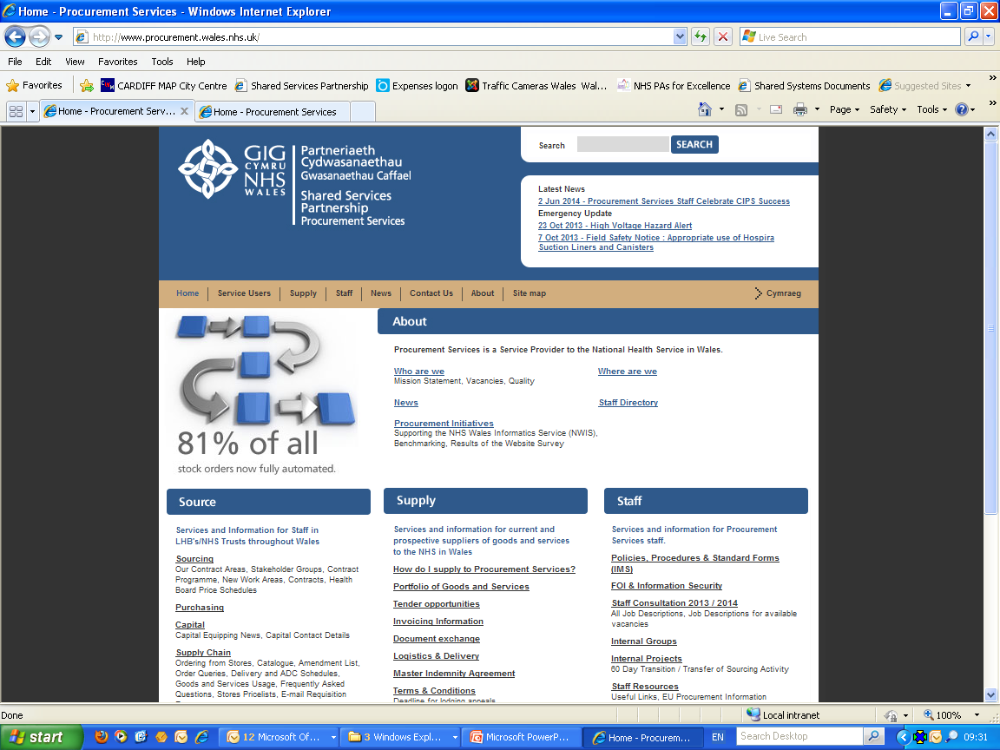 Home - Procurement Services - Windows Internet Explorer
http://www.procurement.wales.nhs.uk/
Live Search
File Edit View Favorites Tools Help
Favorites CARDIFF MAP City Centre Shared Services Partnership Expenses logon Traffic Cameras Wales Wal... NHS PAs for Excellence Shared Systems Documents Suggested Sites
Home - Procurement Serv... Home - Procurement Services
Page Safety Tools
GIG
CYMRU
NHS
WALES
Partneriaeth
Cydwasanaethau
Gwasanaethau Caffael
Shared Services
Partnership
Procurement Services
Search SEARCH
Latest News
2 Jun 2014 - Procurement Services Staff Celebrate CIPS Success
Emergency Update
23 Oct 2013 - High Voltage Hazard Alert
7 Oct 2013 - Field Safety Notice : Appropriate use of Hospira
Suction Liners and Canisters
Home Service Users Supply Staff News Contact Us About Site map Cymraeg
81% of all
stock orders now fully automated.
About
Procurement Services is a Service Provider to the National Health Service in Wales.
Who are we
Mission Statement, Vacancies, Quality
Where are we
News
Staff Directory
Procurement Initiatives
Supporting the NHS Wales Informatics Service (NWIS),
Benchmarking, Results of the Website Survey
Source
Services and Information for Staff in
LHB's/NHS Trusts throughout Wales
Sourcing
Our Contract Areas, Stakeholder Groups, Contract
Programme, New Work Areas, Contracts, Health
Board Price Schedules
Purchasing
Capital
Capital Equipping News, Capital Contact Details
Supply Chain
Ordering from Stores, Catalogue, Amendment List,
Order Queries, Delivery and ADC Schedules,
Goods and Services Usage, Frequently Asked
Questions, Stores Pricelists, E-mail Requisition
Supply
Services and information for current and
prospective suppliers of goods and services
to the NHS in Wales
How do I supply to Procurement Services?
Portfolio of Goods and Services
Tender opportunities
Invoicing Information
Document exchange
Logistics & Delivery
Master Indemnity Agreement
Terms & Conditions
Deadline for lodging appeals
Staff
Services and information for Procurement
Services staff.
Policies, Procedures & Standard Forms
(IMS)
FOI & Information Security
Staff Consultation 2013 / 2014
All Job Descriptions, Job Descriptions for available
vacancies
Internal Groups
Internal Projects
60 Day Transition / Transfer of Sourcing Activity
Staff Resources
Useful Links, EU Procurement Information
Done Local intranet 100%
start 12 Microsoft Of... 3 Windows Expl... Microsoft PowerP... Home - Procurem... EN Search Desktop 09:31